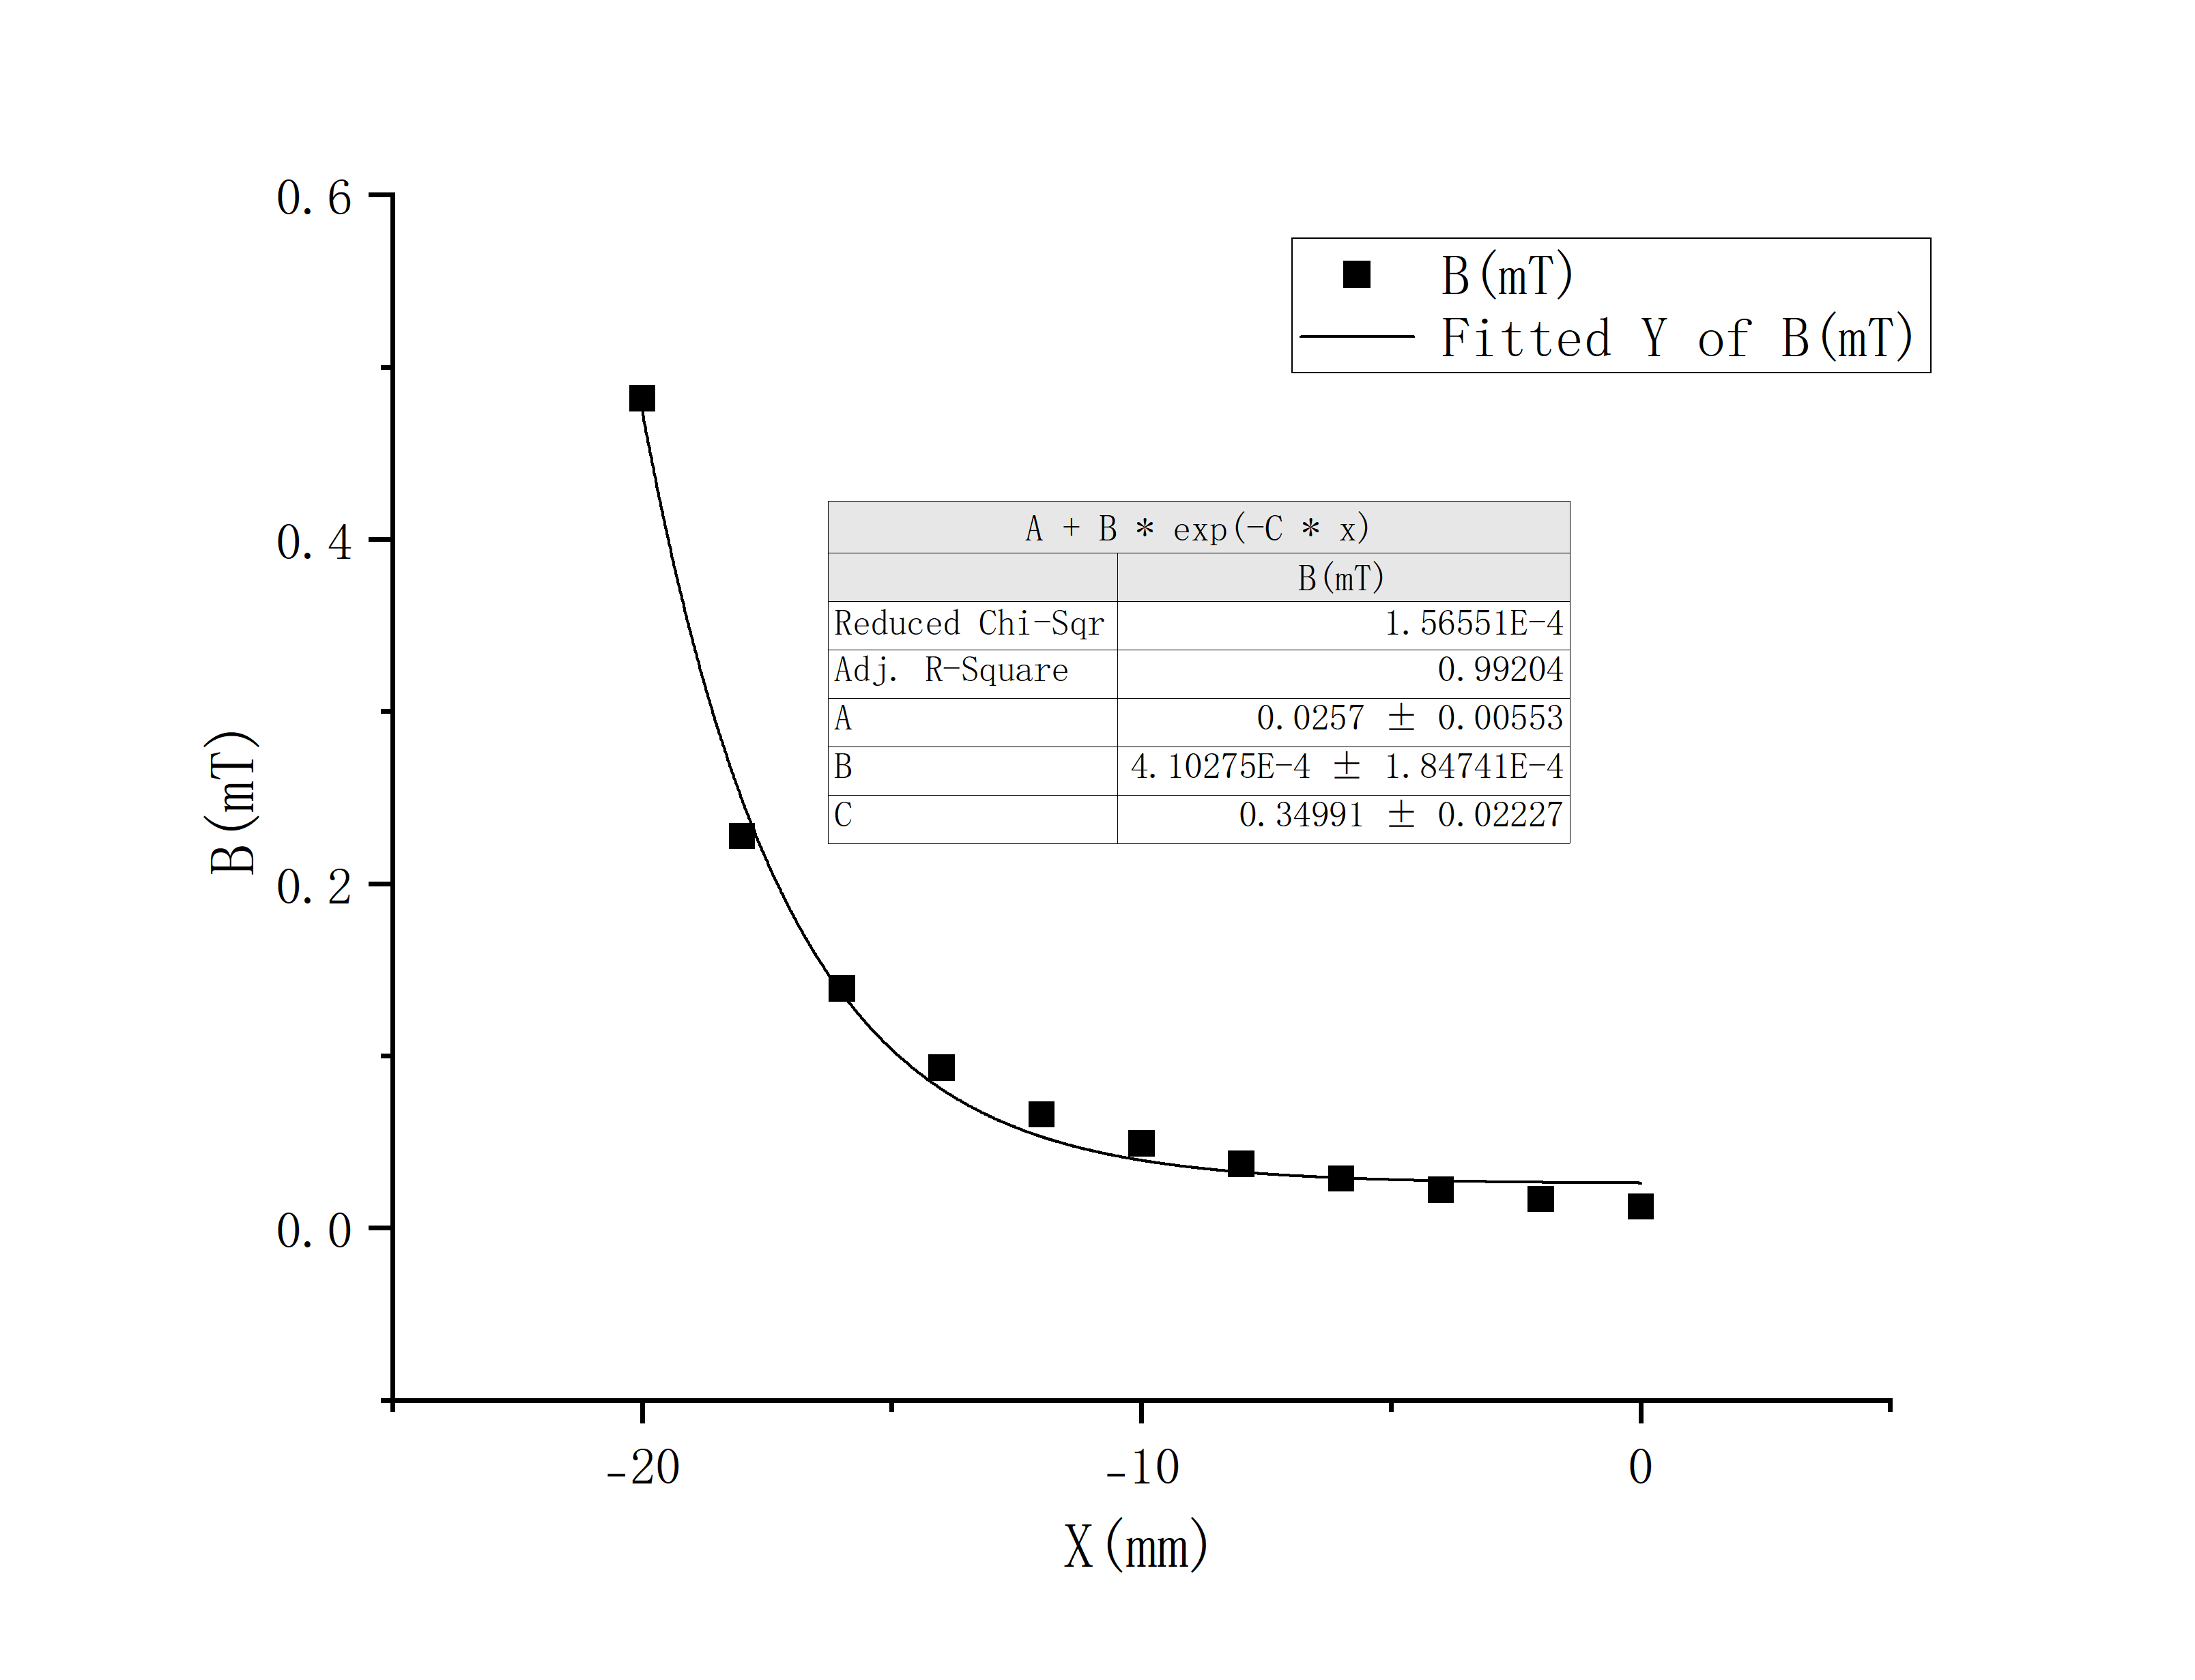 0.6
0.4
0.2
0.0
B(mT)
B(mT)
Fitted Y of B(mT)
A + B * exp(-C * x)
B(mT)
Reduced Chi-Sqr 1.56551E-4
Adj. R-Square 0.99204
A 0.0257 ± 0.00553
B 4.10275E-4 ± 1.84741E-4
C 0.34991 ± 0.02227
-20 -10 0
X(mm)